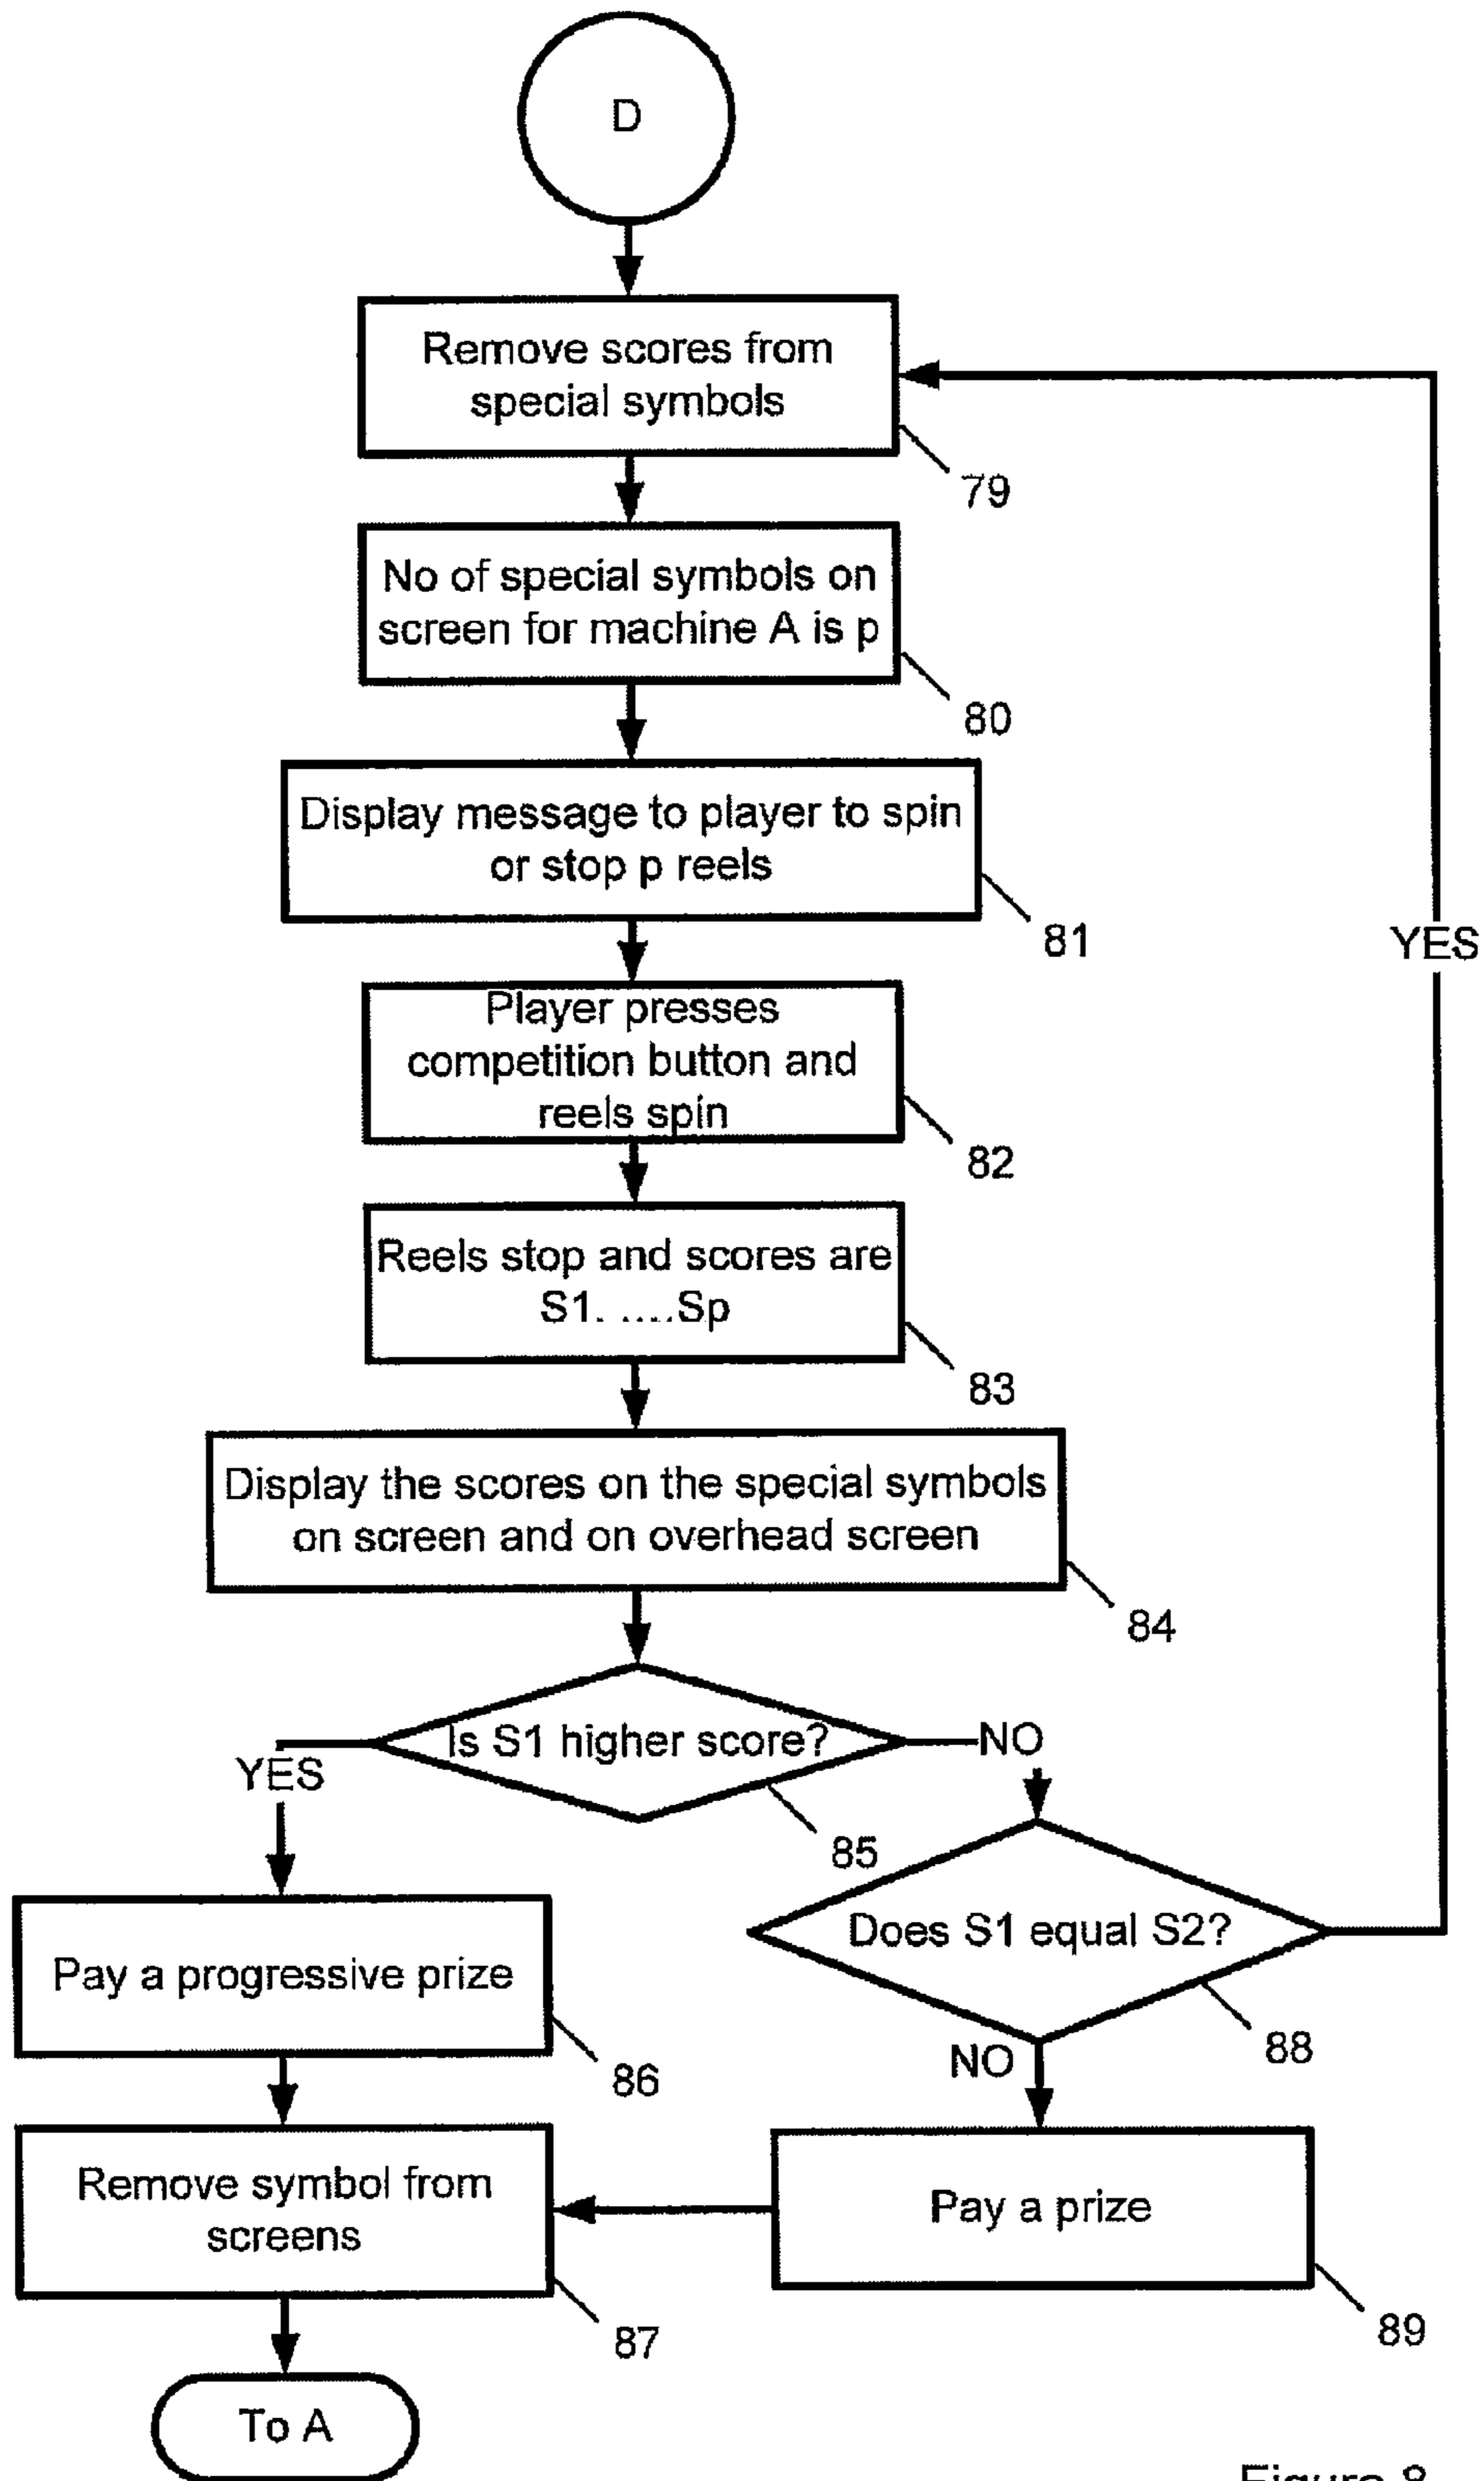 D
Remove scores from
special symbols
79
No of special symbols on
screen for machine A is p
80
Display message to player to spin
or stop p reels
81
YES
Player presses
competition button and
reels spin
82
Reels stop and scores are
S1. ....Sp
83
Display the scores on the special symbols
on screen and on overhead screen
84
Is S1 higher score?
NO
YES
85
Does S1 equal S2?
88
Pay a progressive prize
86
NO
Remove symbol from
screens
87
Pay a prize
89
To A
Figure 8